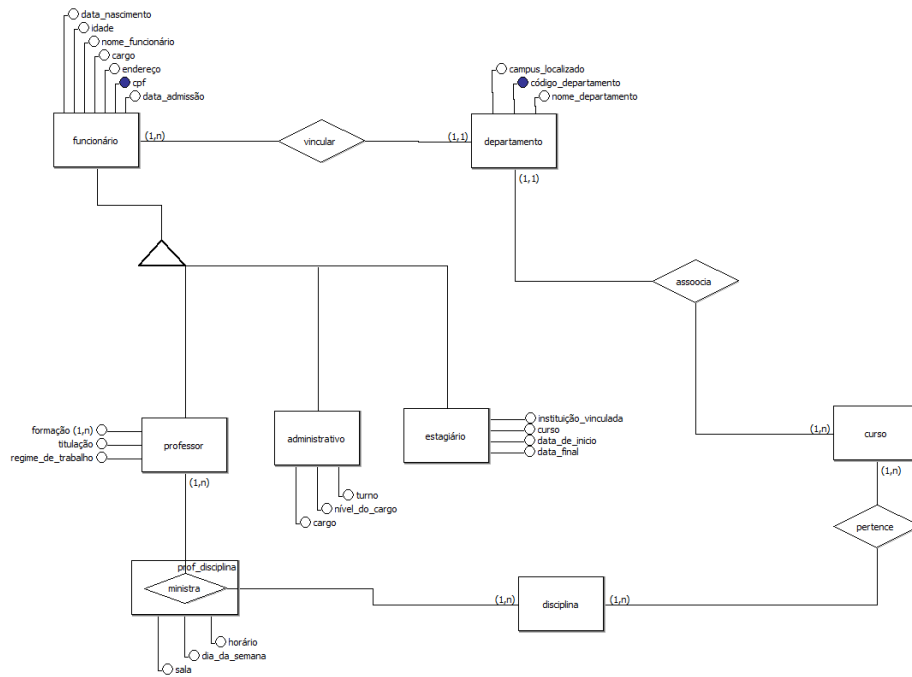 data_nascimento
idade
nome_funcionário
cargo
endereço
cpf
data_admissão
campus_localizado
código_departamento
nome_departamento
funcionário
(1,n)
vincular
(1,1)
departamento
(1,1)
assoocia
formação (1,n)
titulação
regime_de_trabalho
professor
(1,n)
administrativo
turno
nível_do_cargo
cargo
estagiário
instituição_vinculada
curso
data_de_inicio
data_final
(1,n)
curso
(1,n)
pertence
prof_disciplina
ministra
(1,n)
disciplina
(1,n)
horário
dia_da_semana
sala